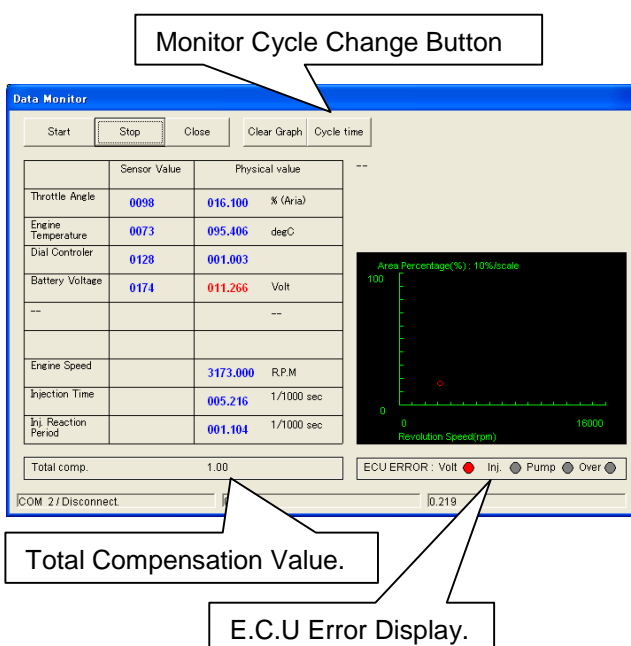 Monitor Cycle Change Button
Data Monitor
Start Stop Close Clear Graph Cycle time
Sensor Value Physical value --
Throttle Angle 0098 016.100 % (Aria)
Engine
Temperature 0073 095.406 degC
Dial Controler 0128 001.003
Battery Voltage 0174 011.266 Volt
-- --
Engine Speed 3173.000 R.P.M
Injection Time 005.216 1/1000 sec
Inj. Reaction
Period 001.104 1/1000 sec
Area Percentage(%) : 10%/scale
100
0
0 16000
Revolution Speed(rpm)
Total comp. 1.00
ECU ERROR : Volt Inj. Pump Over
COM 2 / Disconnect. 0.219
Total Compensation Value.
E.C.U Error Display.